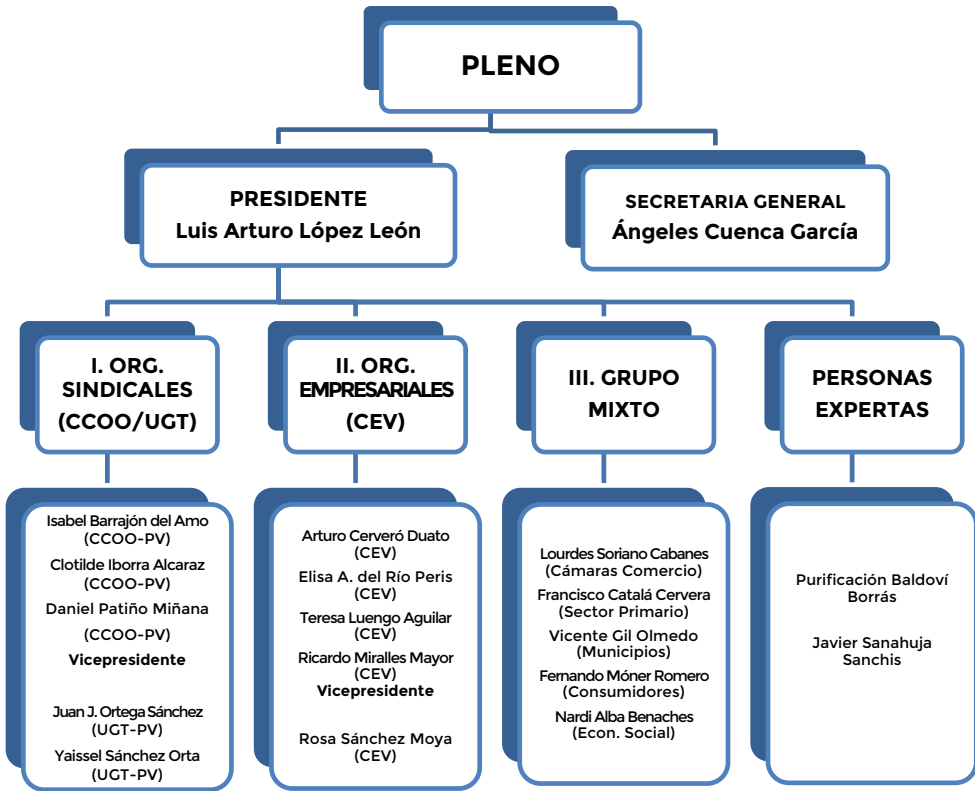 PLENO
PRESIDENTE
Luis Arturo López León
SECRETARIA GENERAL
Ángeles Cuenca García
I. ORG.
SINDICALES
(CCOO/UGT)
II. ORG.
EMPRESARIALES
(CEV)
III. GRUPO
MIXTO
PERSONAS
EXPERTAS
Isabel Barrajón del Amo
(CCOO-PV)
Clotilde Iborra Alcaraz
(CCOO-PV)
Daniel Patiño Miñana
(CCOO-PV)
Vicepresidente
Juan J. Ortega Sánchez
(UGT-PV)
Yaissel Sánchez Orta
(UGT-PV)
Arturo Cerveró Duato
(CEV)
Elisa A. del Río Peris
(CEV)
Teresa Luengo Aguilar
(CEV)
Ricardo Miralles Mayor
(CEV)
Vicepresidente
Rosa Sánchez Moya
(CEV)
Lourdes Soriano Cabanes
(Cámaras Comercio)
Francisco Catalá Cervera
(Sector Primario)
Vicente Gil Olmedo
(Municipios)
Fernando Móner Romero
(Consumidores)
Nardi Alba Benaches
(Econ. Social)
Purificación Baldoví
Borrás
Javier Sanahuja
Sanchis